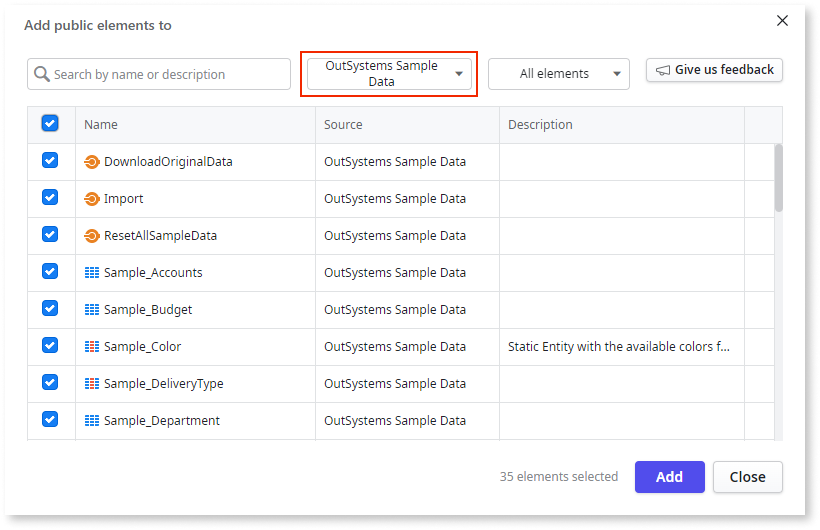 Add public elements to
Search by name or description
OutSystems Sample
Data
All elements
Give us feedback
Name Source Description
DownloadOriginalData OutSystems Sample Data
Import OutSystems Sample Data
ResetAllSampleData OutSystems Sample Data
Sample_Accounts OutSystems Sample Data
Sample_Budget OutSystems Sample Data
Sample_Color OutSystems Sample Data Static Entity with the available colors f...
Sample_DeliveryType OutSystems Sample Data
Sample_Department OutSystems Sample Data
35 elements selected
Add
Close